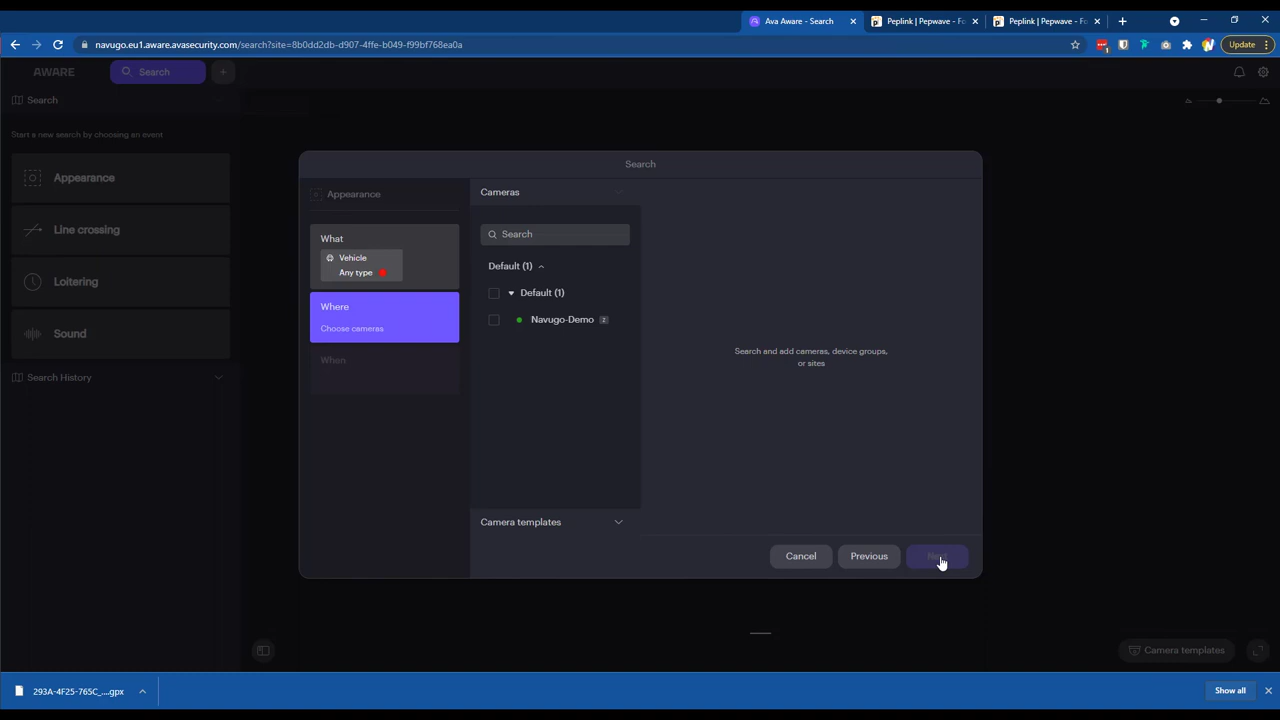 Ava Aware - Search
Peplink | Pepwave - Fo
Peplink | Pepwave - Fo
navugo.eu1.aware.avasecurity.com/search?site=8b0dd2db-d907-4ffe-b049-f99bf768ea0a
Update
AWARE
Search
Search
Start a new search by choosing an event
Appearance
Line crossing
Loitering
Sound
Search History
Search
Appearance
What
Vehicle
Any type
Where
Choose cameras
When
Cameras
Search
Default (1)
Default (1)
Navugo-Demo 2
Camera templates
Search and add cameras, device groups,
or sites
Cancel
Previous
Next
Camera templates
293A-4F25-765C_....gpx
Show all